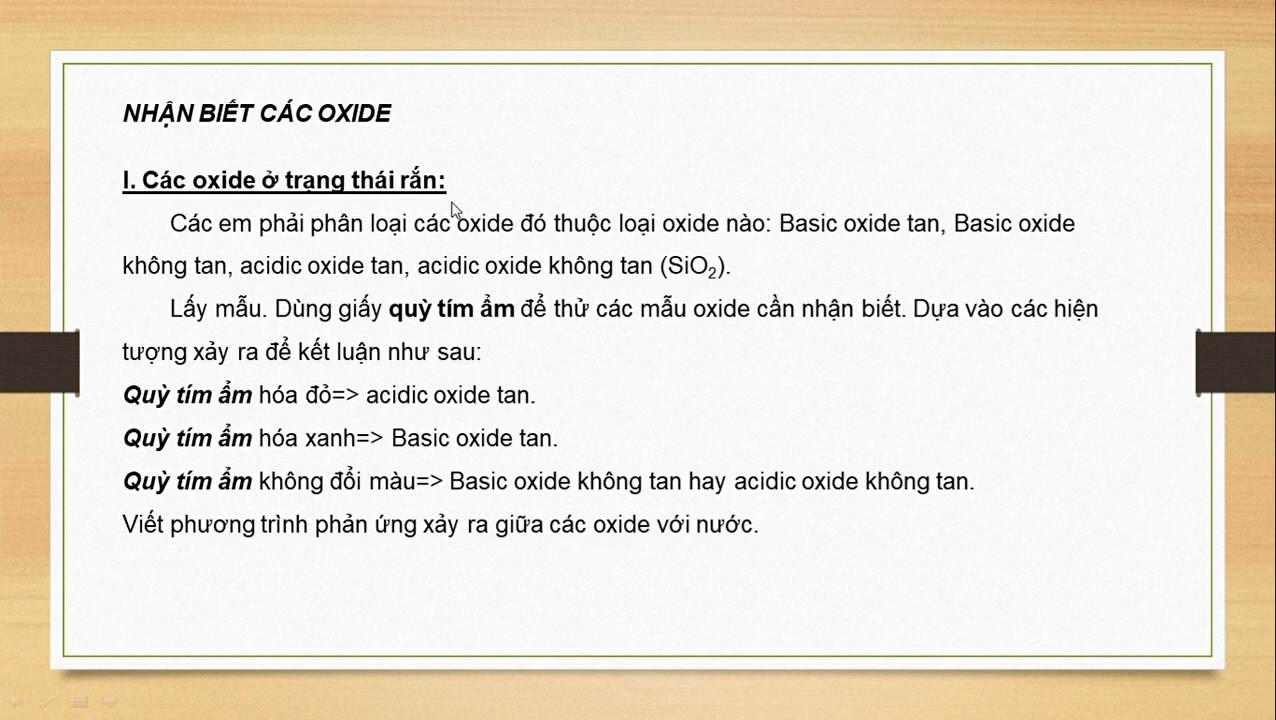 NHẬN BIẾT CÁC OXIDE
I. Các oxide ở trạng thái rắn:
Các em phải phân loại các oxide đó thuộc loại oxide nào: Basic oxide tan, Basic oxide
không tan, acidic oxide tan, acidic oxide không tan (SiO₂).
Lấy mẫu. Dùng giấy quỳ tím ẩm để thử các mẫu oxide cần nhận biết. Dựa vào các hiện
tượng xảy ra để kết luận như sau:
Quỳ tím ẩm hóa đỏ=> acidic oxide tan.
Quỳ tím ẩm hóa xanh=> Basic oxide tan.
Quỳ tím ẩm không đổi màu=> Basic oxide không tan hay acidic oxide không tan.
Viết phương trình phản ứng xảy ra giữa các oxide với nước.